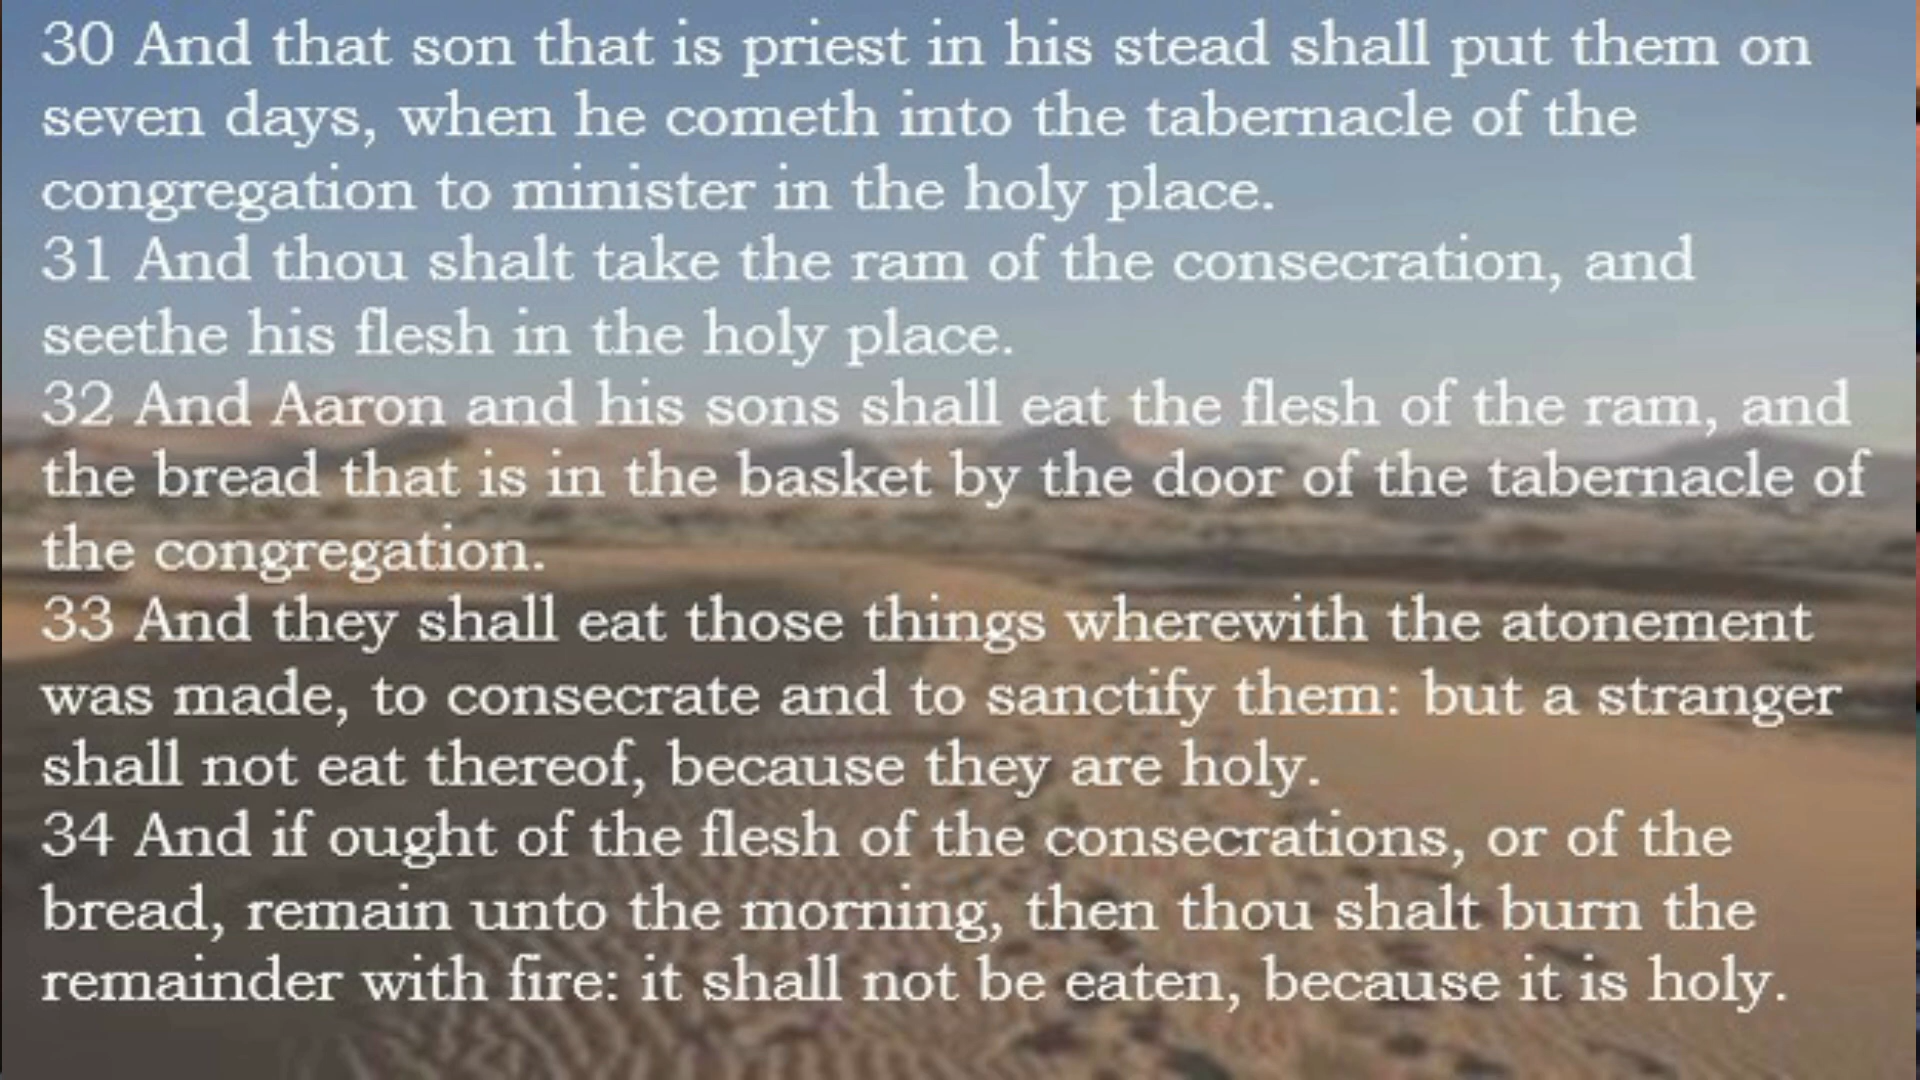 30 And that son that is priest in his stead shall put them on
seven days, when he cometh into the tabernacle of the
congregation to minister in the holy place.
31 And thou shalt take the ram of the consecration, and
seethe his flesh in the holy place.
32 And Aaron and his sons shall eat the flesh of the ram, and
the bread that is in the basket by the door of the tabernacle of
the congregation.
33 And they shall eat those things wherewith the atonement
was made, to consecrate and to sanctify them: but a stranger
shall not eat thereof, because they are holy.
34 And if ought of the flesh of the consecrations, or of the
bread, remain unto the morning, then thou shalt burn the
remainder with fire: it shall not be eaten, because it is holy.